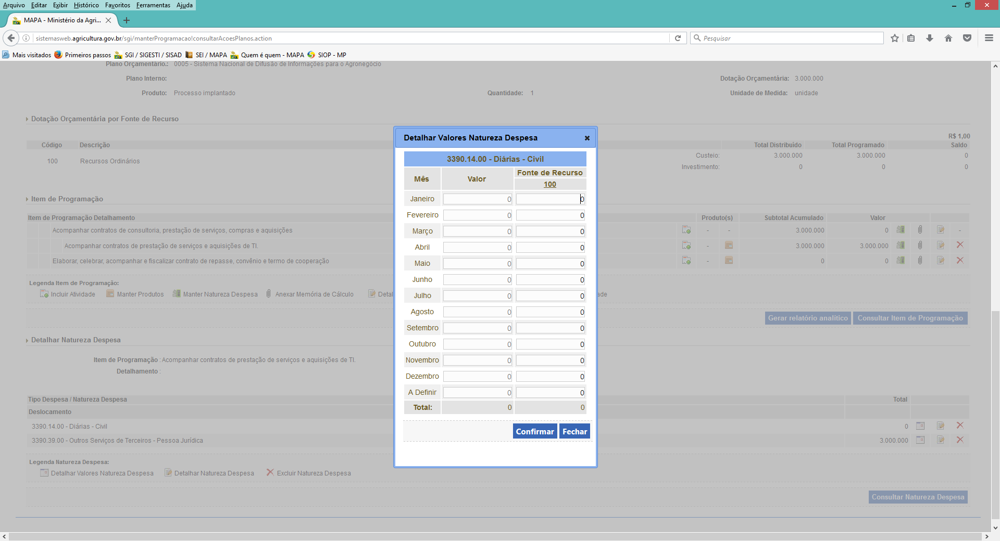 Arquivo Editar Exibir Histórico Favoritos Ferramentas Ajuda
MAPA - Ministério da Agri...
sistemasweb.agricultura.gov.br/sgi/manterProgramacao!consultarAcoesPlanos.action
Pesquisar
Mais visitados Primeiros passos SGI / SIGESTI / SISAD SEI / MAPA Quem é quem - MAPA SIOP - MP
Plano Orçamentário.: 0005 - Sistema Nacional de Difusão de Informações para o Agronegócio
Plano Interno: Dotação Orçamentária: 3.000.000
Produto: Processo implantado Quantidade: 1 Unidade de Medida: unidade
Dotação Orçamentária por Fonte de Recurso
R$ 1,00
Código Descrição Total Distribuído Total Programado Saldo
100 Recursos Ordinários Custeio: 3.000.000 3.000.000 0
Investimento: 0 0 0
Item de Programação
Item de Programação Detalhamento Produto(s) Subtotal Acumulado Valor
Acompanhar contratos de consultoria, prestação de serviços, compras e aquisições - - 3.000.000 0 -
Acompanhar contratos de prestação de serviços e aquisições de TI. - 3.000.000 3.000.000
Elaborar, celebrar, acompanhar e fiscalizar contrato de repasse, convênio e termo de cooperação - 0 0
Legenda Item de Programação:
Incluir Atividade Manter Produtos Manter Natureza Despesa Anexar Memória de Cálculo Detal ade
Gerar relatório analítico Consultar Item de Programação
Detalhar Natureza Despesa
Item de Programação : Acompanhar contratos de prestação de serviços e aquisições de TI.
Detalhamento :
Tipo Despesa / Natureza Despesa Total
Deslocamento
3390.14.00 - Diárias - Civil 0
3390.39.00 - Outros Serviços de Terceiros - Pessoa Jurídica 3.000.000
Legenda Natureza Despesa:
Detalhar Valores Natureza Despesa Detalhar Natureza Despesa Excluir Natureza Despesa
Consultar Natureza Despesa
Detalhar Valores Natureza Despesa
3390.14.00 - Diárias - Civil
Mês Valor Fonte de Recurso
100
Janeiro 0 0
Fevereiro 0 0
Março 0 0
Abril 0 0
Maio 0 0
Junho 0 0
Julho 0 0
Agosto 0 0
Setembro 0 0
Outubro 0 0
Novembro 0 0
Dezembro 0 0
A Definir 0 0
Total: 0 0
Confirmar Fechar